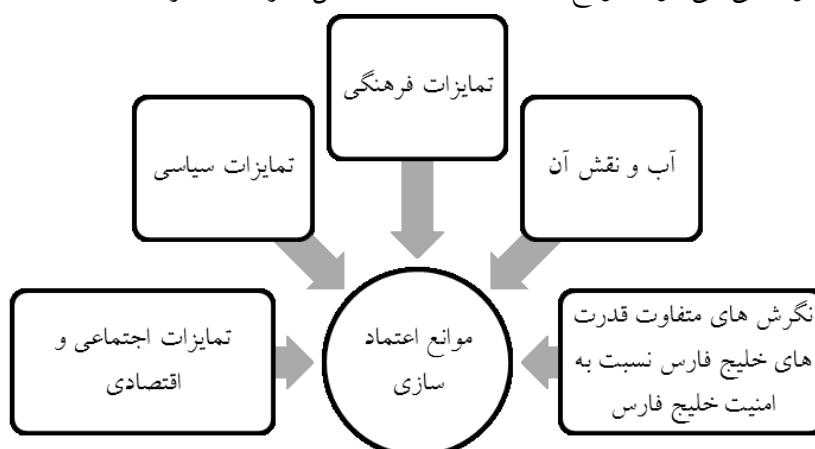 تمایزات فرهنگی
آب و نقش آن
تمایزات سیاسی
نگرش های متفاوت قدرت
های خلیج فارس نسبت به
امنیت خلیج فارس
موانع اعتماد
سازی
تمایزات اجتماعی و
اقتصادی